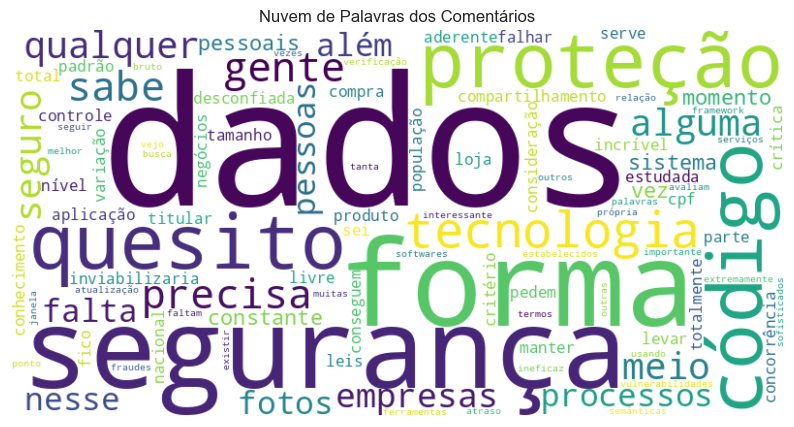 Nuvem de Palavras dos Comentários
qualquer
pessoais
vezes
além
aderente
falhar
serve
verificação
bruto
padrão
total
sabe
gente
proteção
desconfiada
compra
compartilhamento
momento
relação
framework
controle
seguir
tamanho
pessoas
dados
alguma
crítica
seguro
melhor
vejo
busca
variação
negócios
tanta
população
loja
consideração
incrível
serviços
sistema
nível
outros
estudada
avaliam
vez
cpf
palavras
própria
aplicação
titular
produto
interessante
parte
código
quesito
sei
tecnologia
conhecimento
softwares
estabelecidos
importante
inviabilizaria
livre
forma
critério
pedem
totalmente
extremamente
janela
atualização
precisa
muitas
conseguem
outras
concorrência
sofisticados
falta
faltam
constante
termos
usando
levar
nacional
existir
segurança
manter
ponto
fico
fraudes
leis
ineficaz
meio
vulnerabilidades
nesse
fotos
empresas
processos
ferramentas
atraso
semânticas